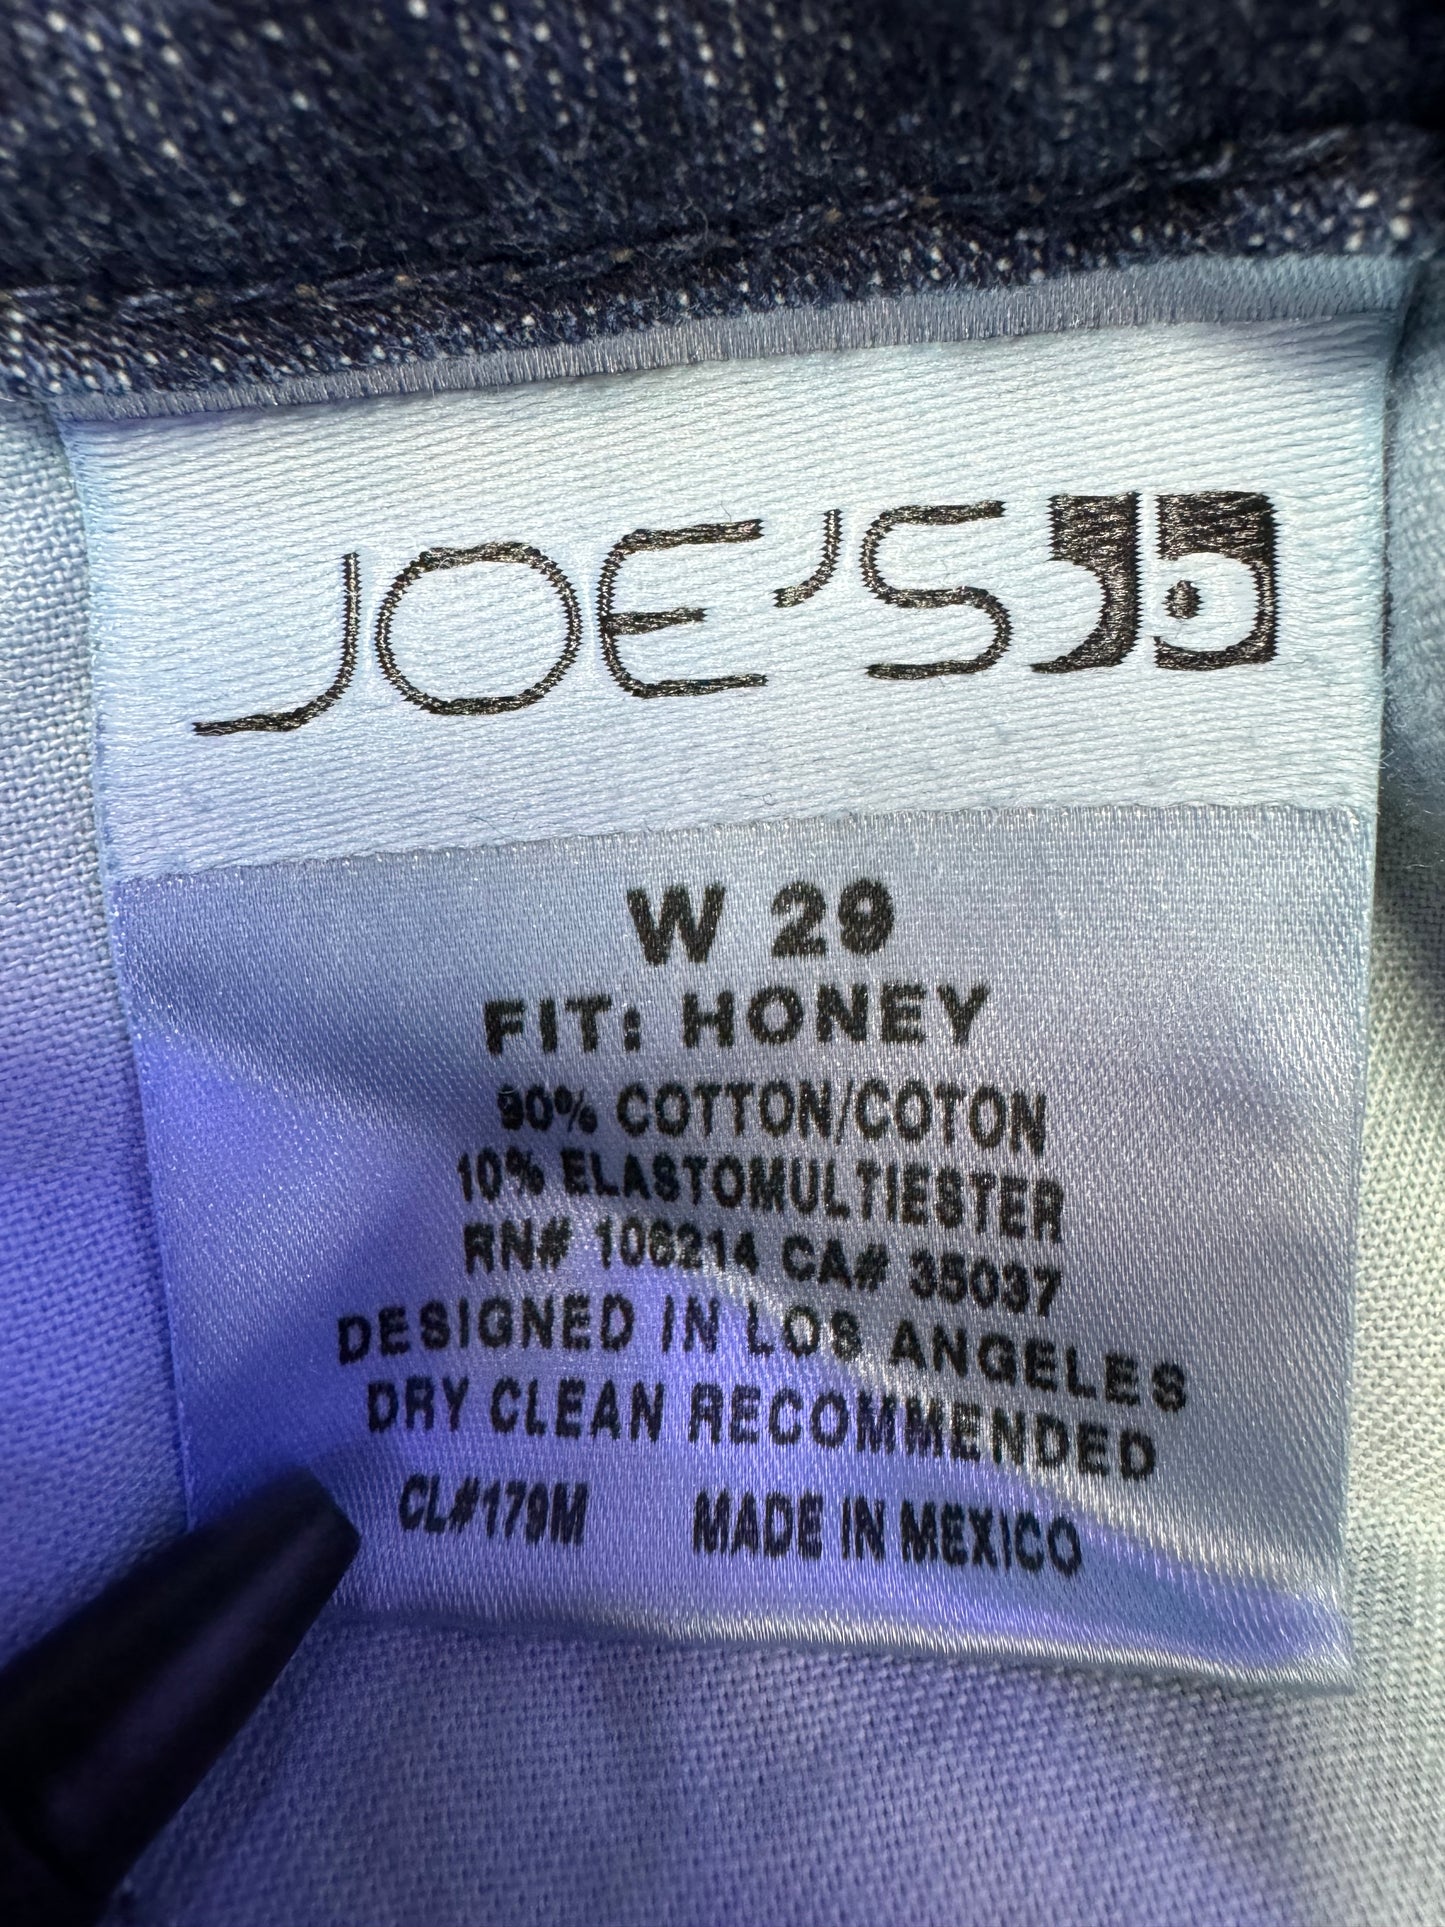 JOE'S
W 29
FIT: HONEY
90% COTTON/COTON
10% ELASTOMULTIESTER
RN# 106214 CA# 35037
DESIGNED IN LOS ANGELES
DRY CLEAN RECOMMENDED
CL#179M MADE IN MEXICO